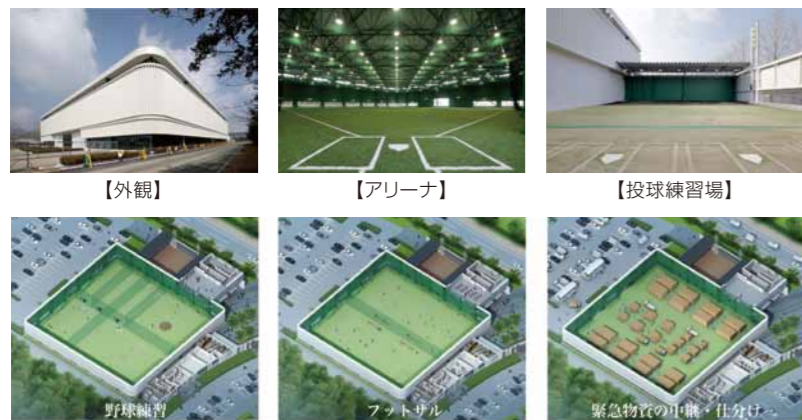 【外観】
【アリーナ】
【投球練習場】
野球練習
フットサル
緊急物資の中継・仕分け